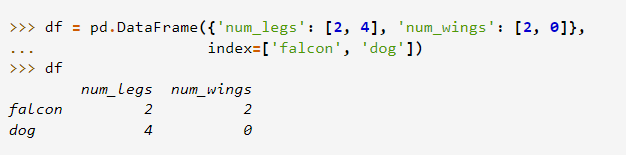 >>> df = pd.DataFrame({'num_legs': [2, 4], 'num_wings': [2, 0]},
...                   index=['falcon', 'dog'])
>>> df
        num_legs  num_wings
falcon         2          2
dog            4          0